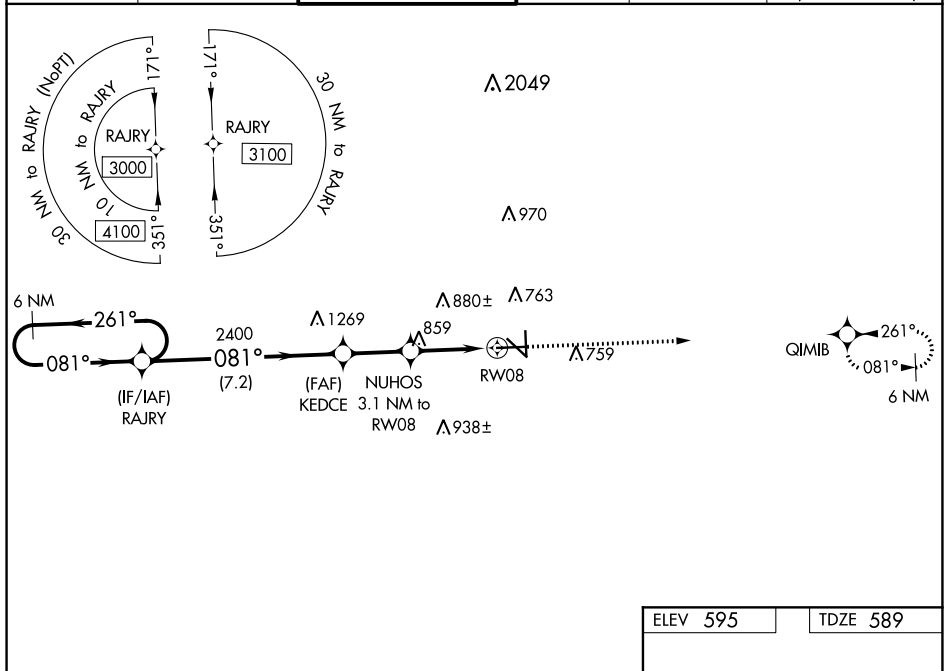 30 NM to RAJRY (NoPT)
10 NM to RAJRY
171°
RAJRY
3000
4100
351°
171°
RAJRY
3100
351°
30 NM to RAJRY
2049
970
6 NM
261°
081°
(IF/IAF)
RAJRY
2400
081°
(7.2)
1269
(FAF)
KEDCE
880±
763
859
NUHOS
3.1 NM to
RW08
938±
RW08
759
QIMIB
261°
081°
6 NM
ELEV 595
TDZE 589